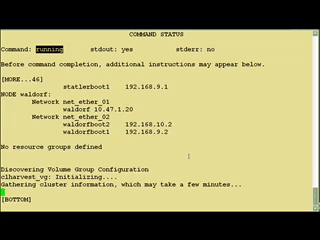 COMMAND STATUS
Command: running stdout: yes stderr: no
Before command completion, additional instructions may appear below.
[MORE...46]
statlerboot1 192.168.9.1
NODE waldorf:
Network net_ether_01
waldorf 10.47.1.20
Network net_ether_02
waldorfboot2 192.168.10.2
waldorfboot1 192.168.9.2
No resource groups defined
Discovering Volume Group Configuration
clharvest_vg: Initializing....
Gathering cluster information, which may take a few minutes...
[BOTTOM]